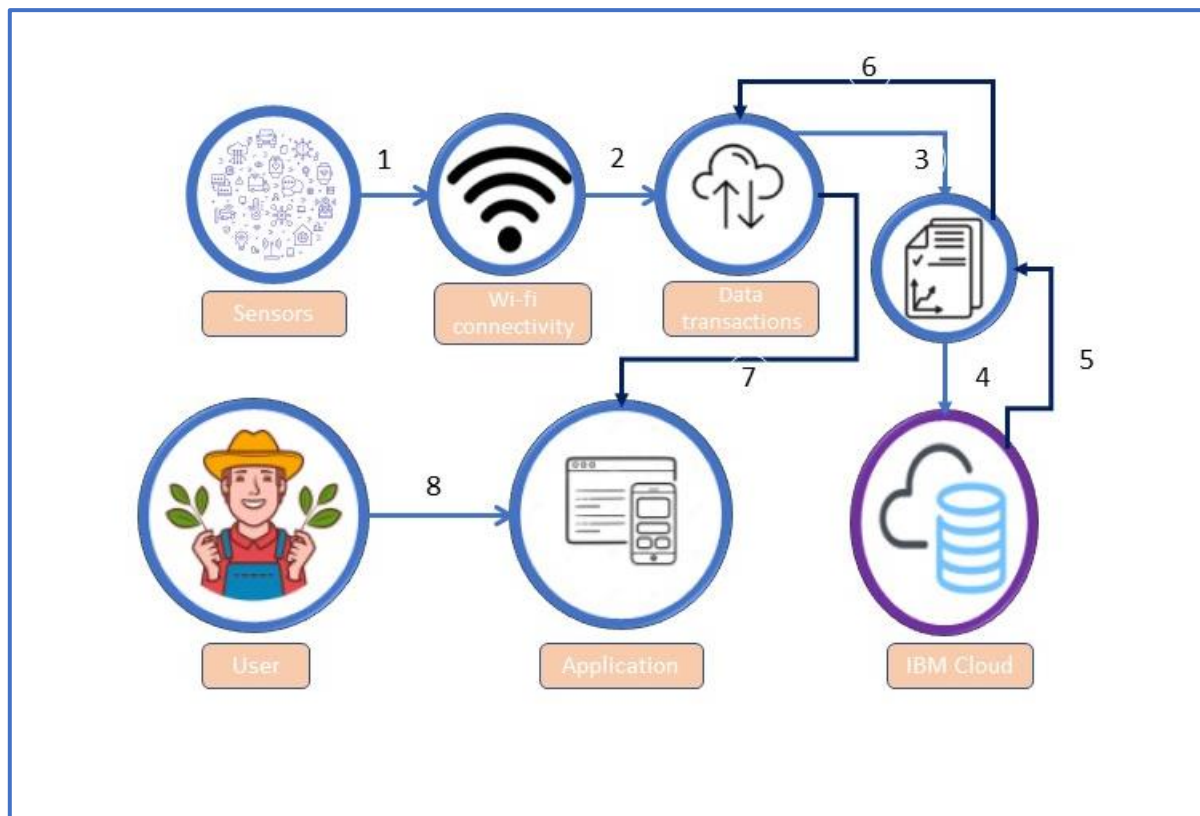 6
1
2
3
Sensors
Wi-fi
connectivity
Data
transactions
7
4
5
8
User
Application
IBM Cloud